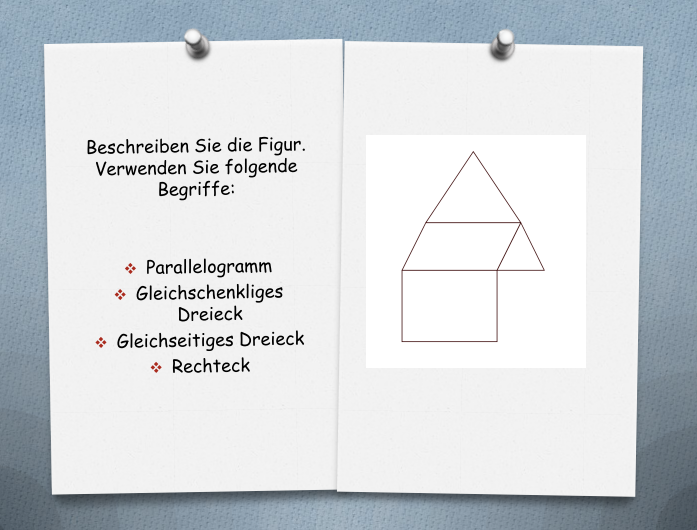 Beschreiben Sie die Figur.
Verwenden Sie folgende
Begriffe:
❖ Parallelogramm
❖ Gleichschenkliges
Dreieck
❖ Gleichseitiges Dreieck
❖ Rechteck